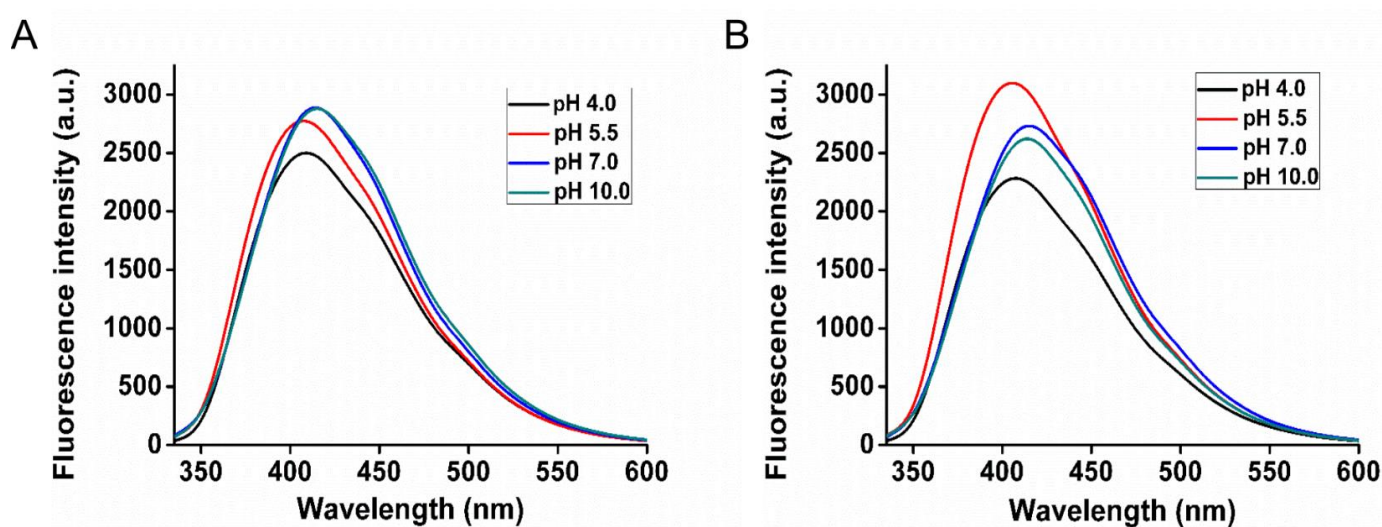 A
Fluorescence intensity (a.u.)
3000
2500
2000
1500
1000
500
0
350 400 450 500 550 600
Wavelength (nm)
pH 4.0
pH 5.5
pH 7.0
pH 10.0
B
Fluorescence intensity (a.u.)
3000
2500
2000
1500
1000
500
0
350 400 450 500 550 600
Wavelength (nm)
pH 4.0
pH 5.5
pH 7.0
pH 10.0